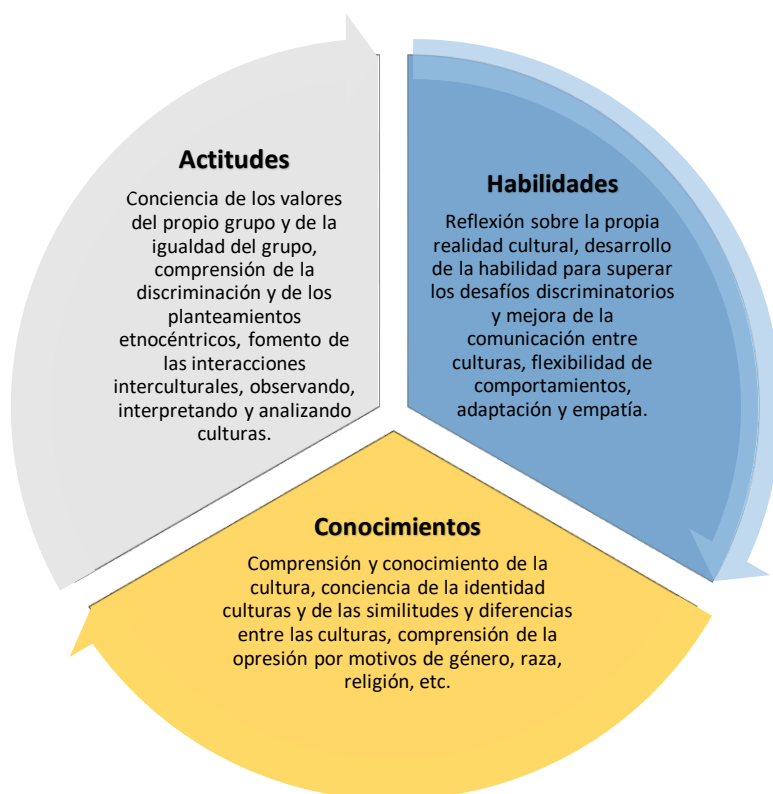 Actitudes
Conciencia de los valores
del propio grupo y de la
igualdad del grupo,
comprensión de la
discriminación y de los
planteamientos
etnocéntricos, fomento de
las interacciones
interculturales, observando,
interpretando y analizando
culturas.
Habilidades
Reflexión sobre la propia
realidad cultural, desarrollo
de la habilidad para superar
los desafíos discriminatorios
y mejora de la
comunicación entre
culturas, flexibilidad de
comportamientos,
adaptación y empatía.
Conocimientos
Comprensión y conocimiento de la
cultura, conciencia de la identidad
culturas y de las similitudes y diferencias
entre las culturas, comprensión de la
opresión por motivos de género, raza,
religión, etc.